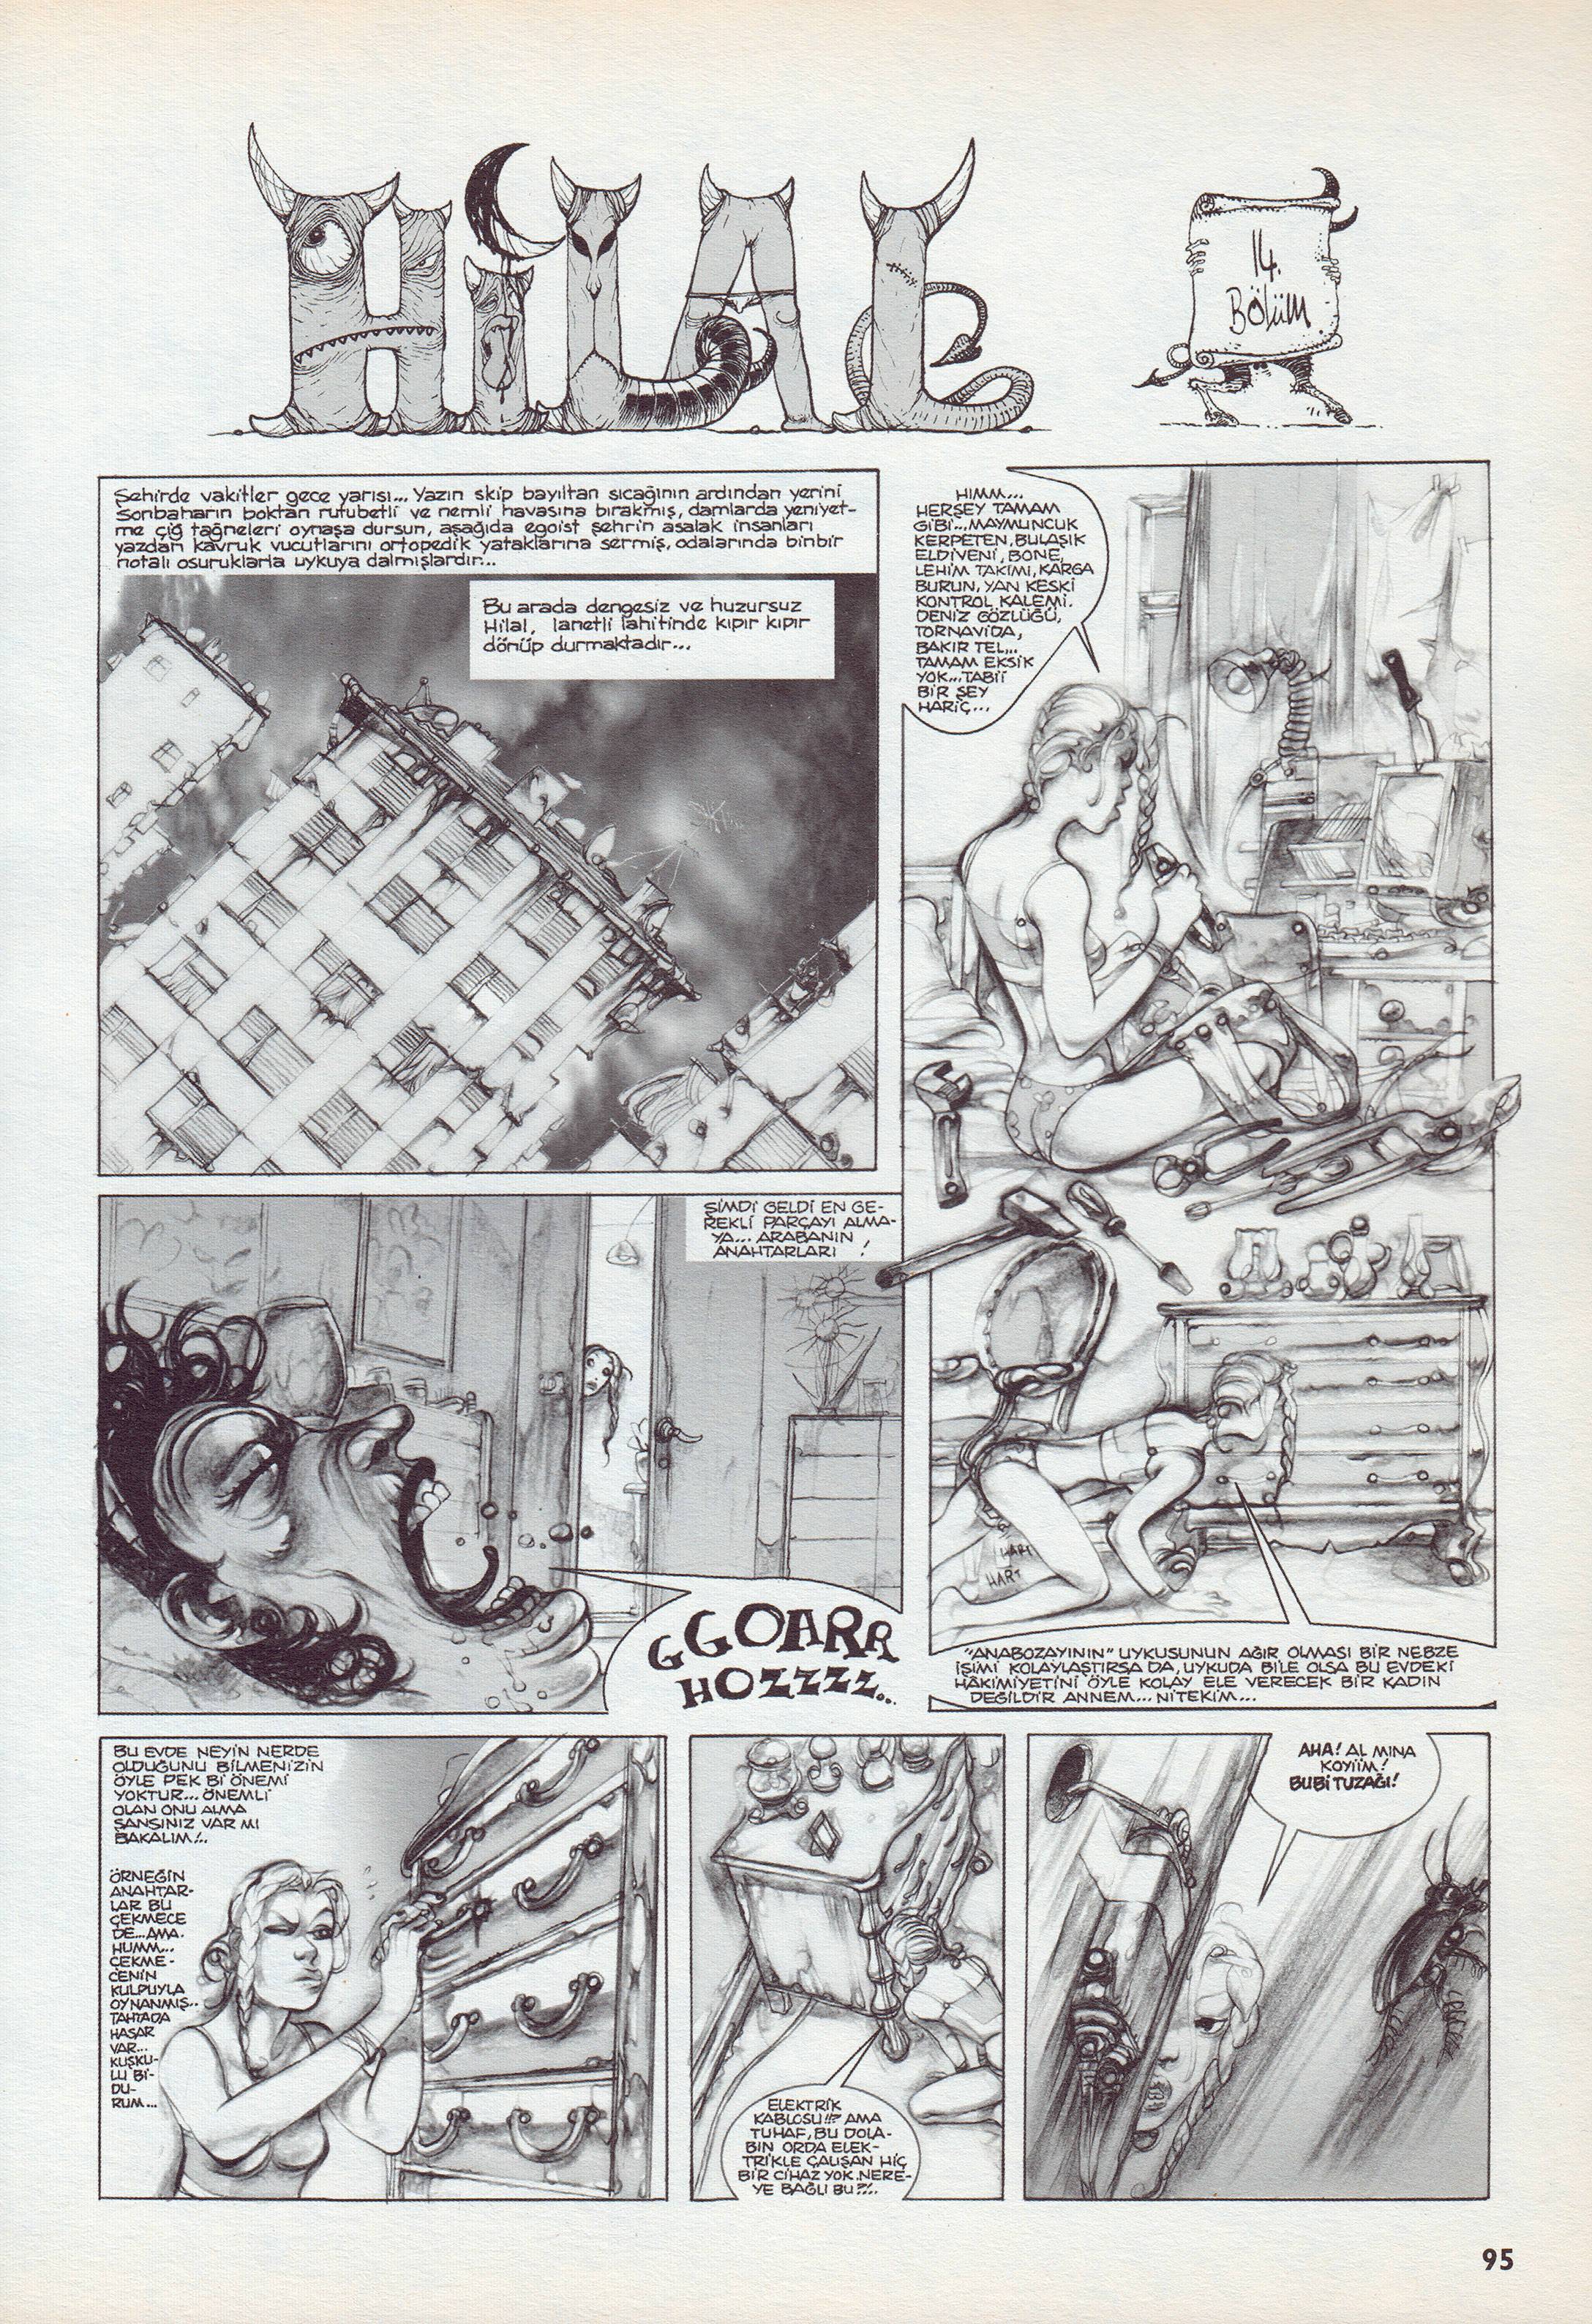 HİLAL
14.
Bölüm
Şehirde vakitler gece yarısı... Yazın skip bayıltan sıcağının ardından yerini
Sonbaharın boktan rutubetli ve nemli havasına bırakmış, damlarda yeniyet-
me çiğ tağneleri oynaşa dursun, aşağıda egoist şehrin asalak insanları
yazdan kavruk vucutlarını ortopedik yataklarına sermiş, odalarında binbir
notalı osuruklarla uykuya dalmışlardır...
Bu arada dengesiz ve huzursuz
Hilal, lanetli lahitinde kıpır kıpır
dönüp durmaktadır...
HIMM...
HERŞEY TAMAM
GİBİ... MAYMUNCUK
KERPETEN, BULAŞIK
ELDİVENİ, BONE,
LEHİM TAKIMI, KARGA
BURUN, YAN KESKİ
KONTROL KALEMİ.
DENİZ GÖZLÜĞÜ,
TORNAVİDA,
BAKIR TEL...
TAMAM EKSİK
YOK... TABİİ
BİR ŞEY
HARİÇ...
ŞİMDİ GELDİ EN GE-
REKLİ PARÇAYI ALMA-
YA... ARABANIN
ANAHTARLARI !
GGOARR
HOZZZZ..
HART
HART
"ANABOZAYININ" UYKUSUNUN AĞIR OLMASI BİR NEBZE
İŞİMİ KOLAYLAŞTIRSA DA, UYKUDA BİLE OLSA BU EVDEKİ
HAKİMİYETİNİ ÖYLE KOLAY ELE VERECEK BİR KADIN
DEĞİLDİR ANNEM... NİTEKİM...
BU EVDE NEYİN NERDE
OLDUĞUNU BİLMENİZİN
ÖYLE PEK Bİ ÖNEMİ
YOKTUR... ÖNEMLİ
OLAN ONU ALMA
ŞANSINIZ VAR MI
BAKALIM!..
ÖRNEĞİN
ANAHTAR-
LAR BU
ÇEKMECE
DE... AMA.
HUMM...
ÇEKME-
CENİN
KULPUYLA
OYNANMIŞ..
TAHTADA
HASAR
VAR...
KUŞKU-
LU Bİ
DU-
RUM...
ELEKTRİK
KABLOSU!!? AMA
TUHAF, BU DOLA-
BIN ORDA ELEK-
TRİKLE ÇALIŞAN HİÇ
BİR CİHAZ YOK. NERE-
YE BAĞLI BU?!..
AHA! AL MINA
KOYİİM!
BUBİ TUZAĞI!
95